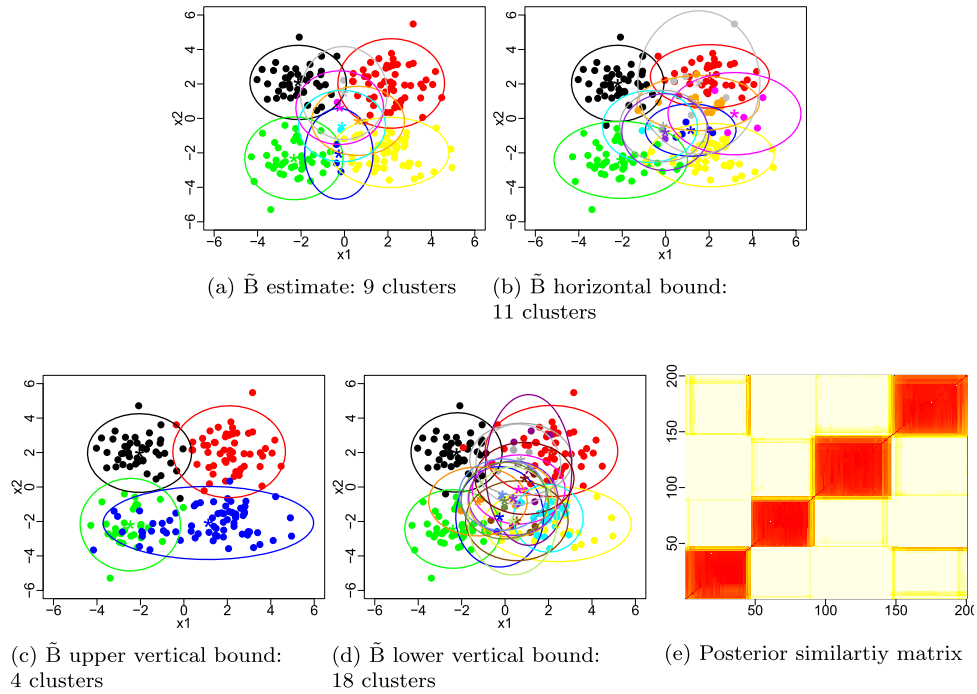 6
4
2
0
−2
−4
−6
x2
−6 −4 −2 0 2 4 6
x1
6
4
2
0
−2
−4
−6
x2
−6 −4 −2 0 2 4 6
x1
(a) B̃ estimate: 9 clusters
(b) B̃ horizontal bound:
11 clusters
6
4
2
0
−2
−4
−6
x2
−6 −4 −2 0 2 4 6
x1
6
4
2
0
−2
−4
−6
x2
−6 −4 −2 0 2 4 6
x1
200
150
100
50
50 100 150 200
(c) B̃ upper vertical bound:
4 clusters
(d) B̃ lower vertical bound:
18 clusters
(e) Posterior similartiy matrix